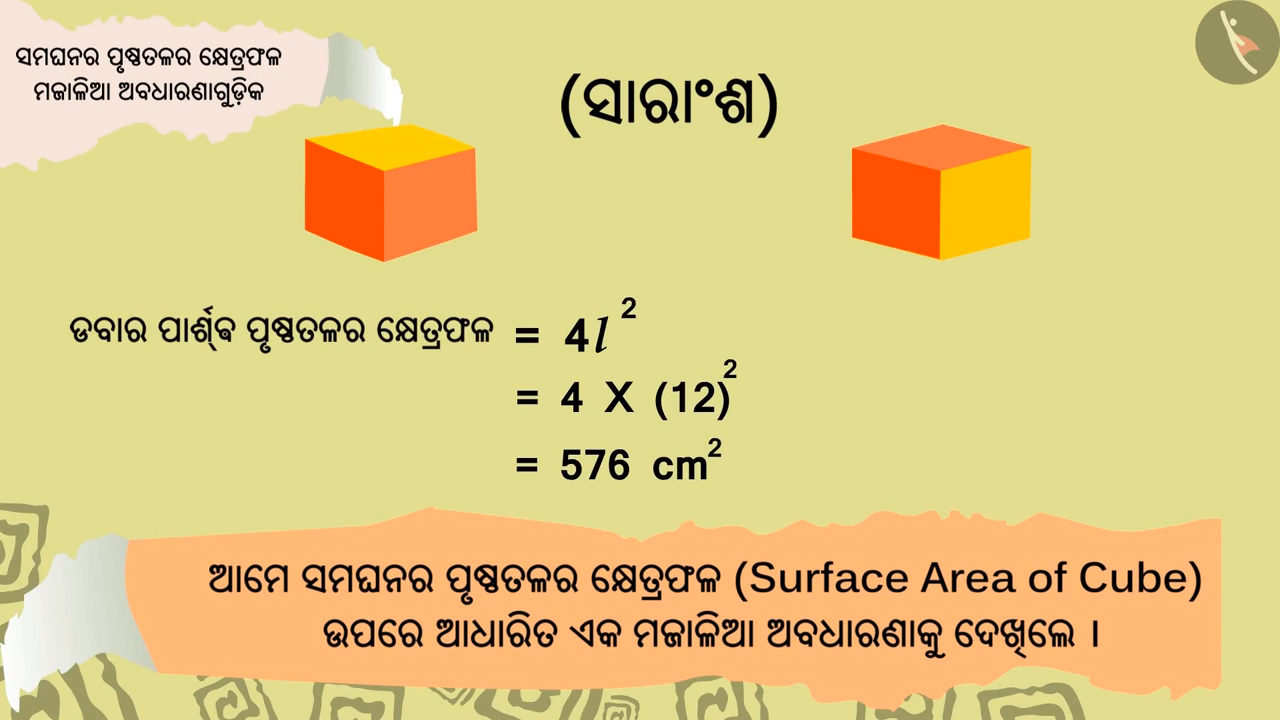 ସମଘନର ପୃଷ୍ଠତଳର କ୍ଷେତ୍ରଫଳ
ମଜାଳିଆ ଅବଧାରଣାଗୁଡ଼ିକ
(ସାରାଂଶ)
ଡବାର ପାର୍ଶ୍ଵ ପୃଷ୍ଠତଳର କ୍ଷେତ୍ରଫଳ = 4l²
= 4 X (12)²
= 576 cm²
ଆମେ ସମଘନର ପୃଷ୍ଠତଳର କ୍ଷେତ୍ରଫଳ (Surface Area of Cube)
ଉପରେ ଆଧାରିତ ଏକ ମଜାଳିଆ ଅବଧାରଣାକୁ ଦେଖିଲେ ।